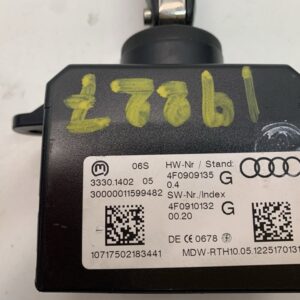 06S HW-Nr / Stand:
3330.1402 05 4F0909135 G
0.4
30000011599482 SW-Nr./Index
4F0910132 G
00.20
DE CE 0678
10717502183441 MDW-RTH10.05.1225170131